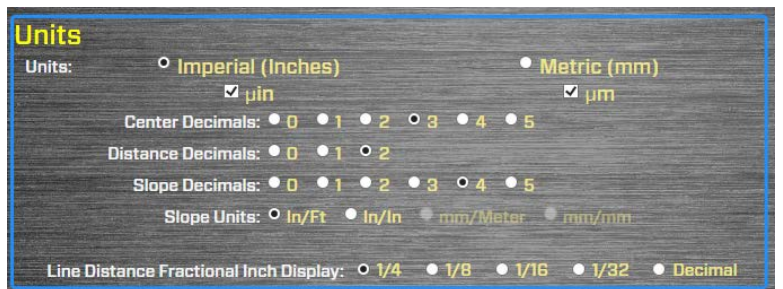 Units
Units: Imperial (Inches) Metric (mm)
µin µm
Center Decimals: 0 1 2 3 4 5
Distance Decimals: 0 1 2
Slope Decimals: 0 1 2 3 4 5
Slope Units: In/Ft In/In mm/Meter mm/mm
Line Distance Fractional Inch Display: 1/4 1/8 1/16 1/32 Decimal